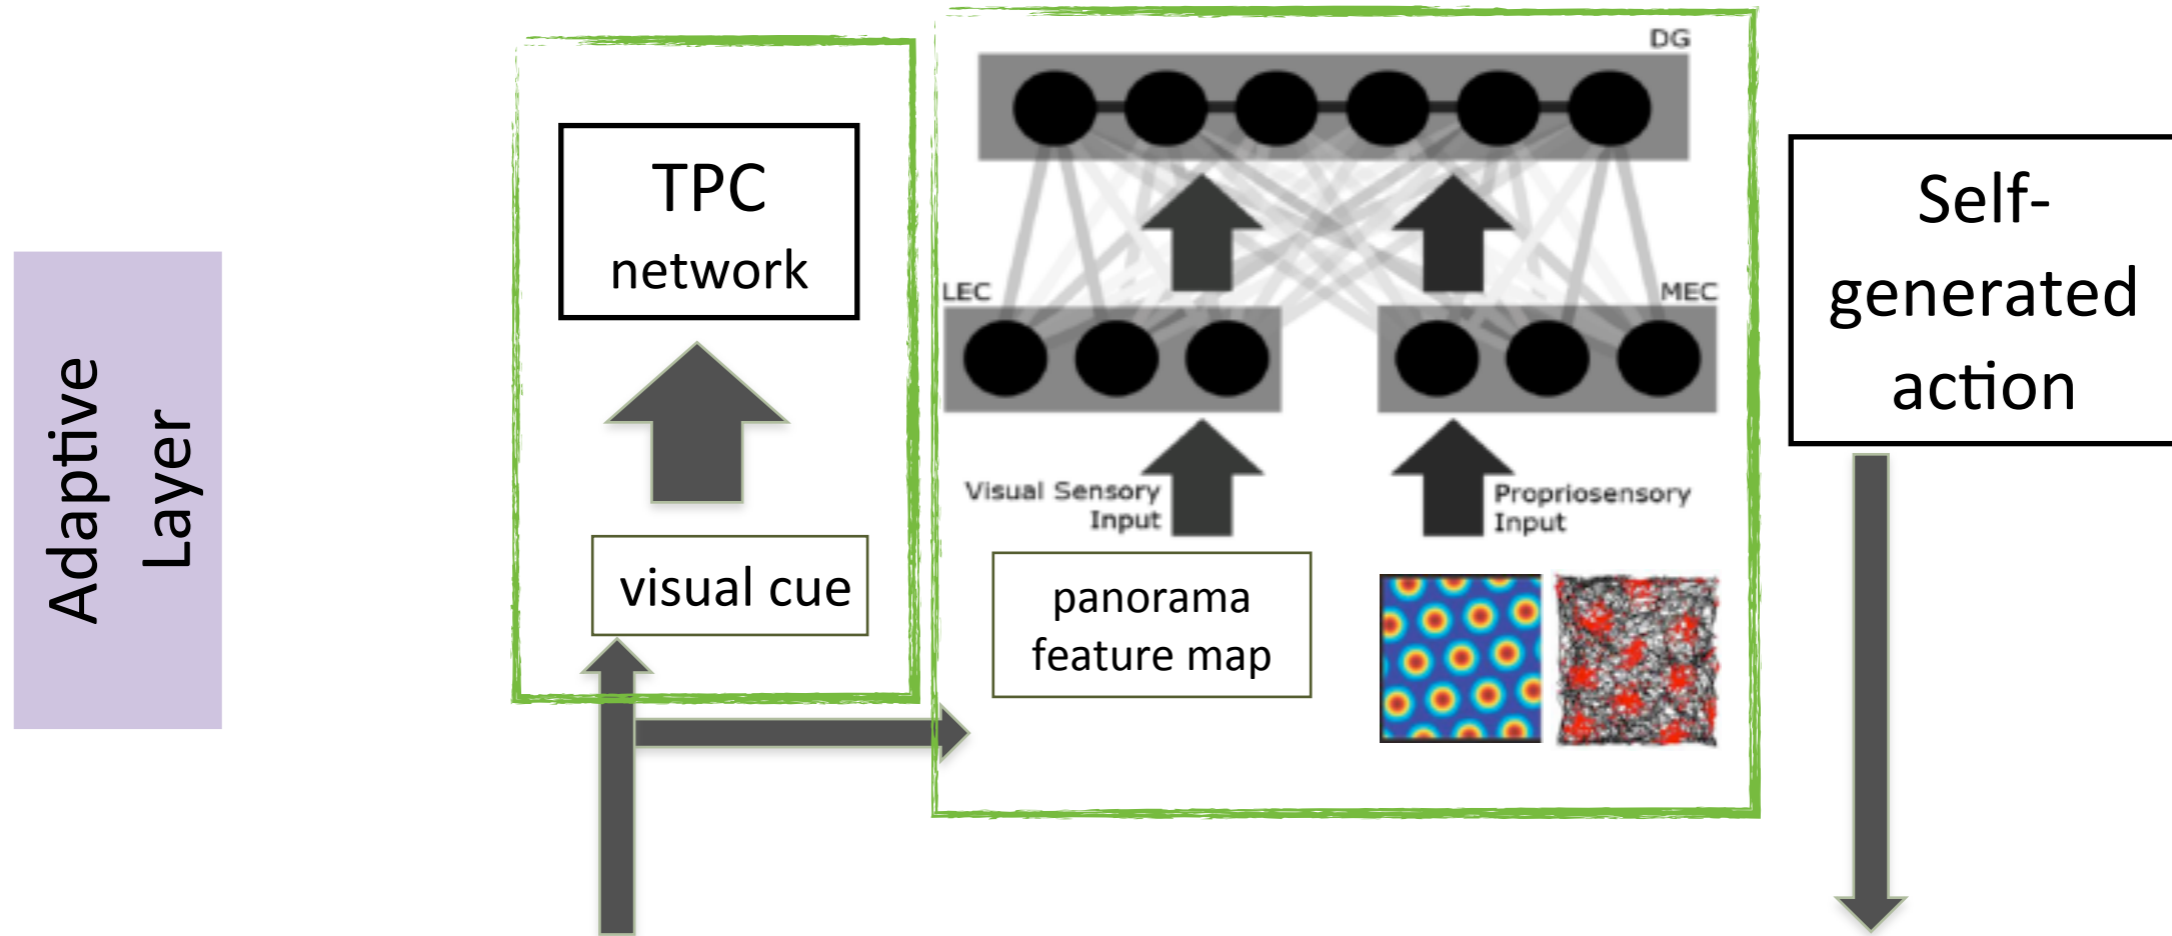 Adaptive
Layer
TPC
network
visual cue
DG
LEC
MEC
Visual Sensory
Input
Propriosensory
Input
panorama
feature map
Self-
generated
action